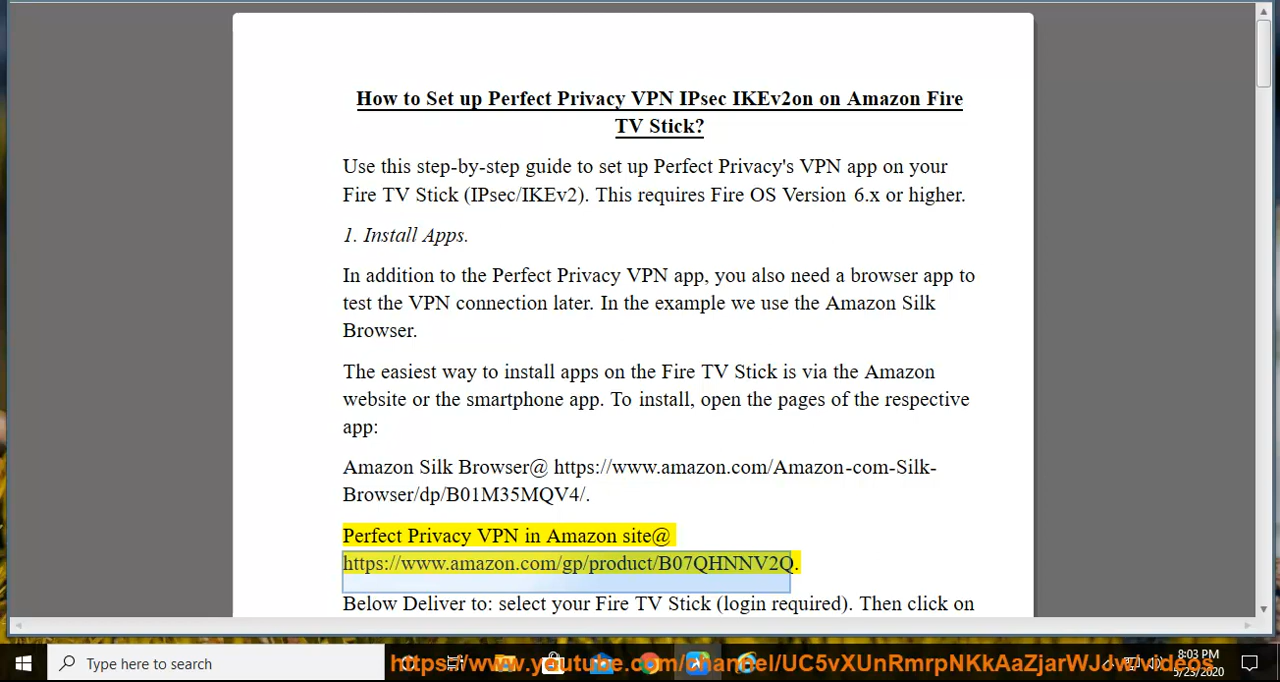 How to Set up Perfect Privacy VPN IPsec IKEv2on on Amazon Fire
TV Stick?
Use this step-by-step guide to set up Perfect Privacy's VPN app on your
Fire TV Stick (IPsec/IKEv2). This requires Fire OS Version 6.x or higher.
1. Install Apps.
In addition to the Perfect Privacy VPN app, you also need a browser app to
test the VPN connection later. In the example we use the Amazon Silk
Browser.
The easiest way to install apps on the Fire TV Stick is via the Amazon
website or the smartphone app. To install, open the pages of the respective
app:
Amazon Silk Browser@ https://www.amazon.com/Amazon-com-Silk-
Browser/dp/B01M35MQV4/.
Perfect Privacy VPN in Amazon site@
https://www.amazon.com/gp/product/B07QHNNV2Q.
Below Deliver to: select your Fire TV Stick (login required). Then click on
Type here to search
8:03 PM
5/23/2020